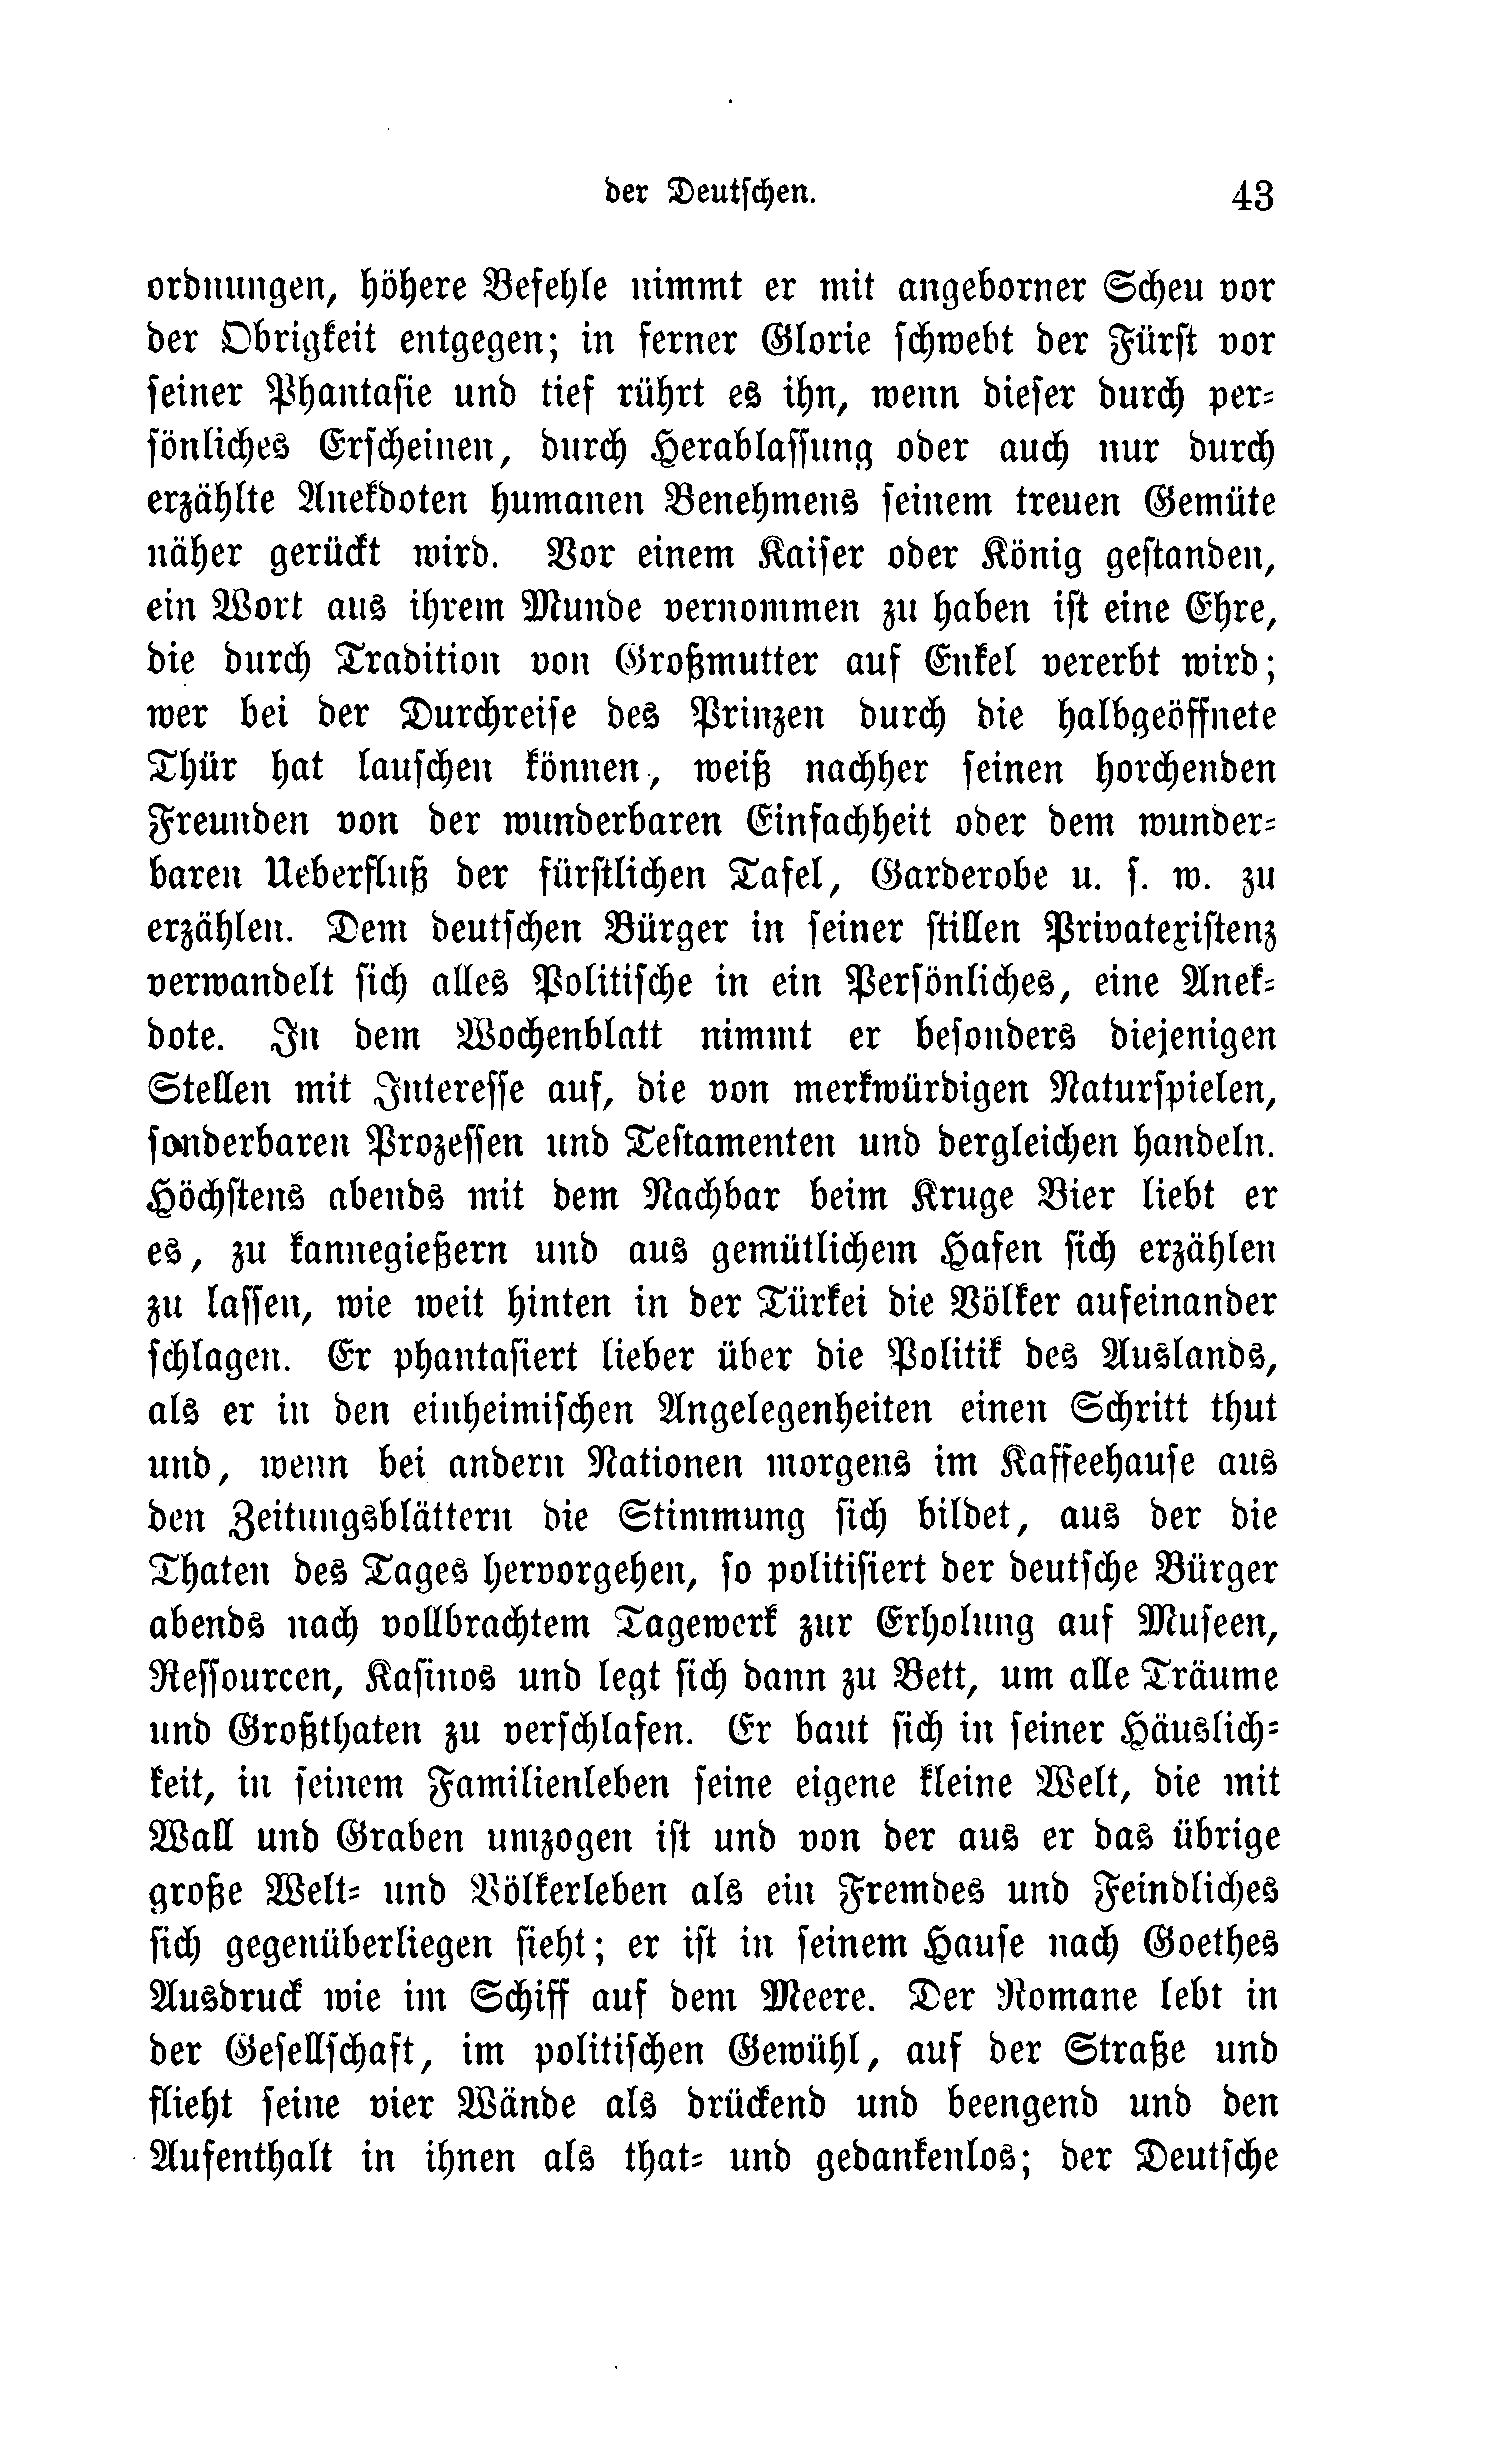 der Deutſchen. 43
ordnungen, höhere Befehle nimmt er mit angeborner Scheu vor
der Obrigkeit entgegen; in ferner Glorie ſchwebt der Fürſt vor
ſeiner Phantaſie und tief rührt es ihn, wenn dieſer durch per⸗
ſönliches Erſcheinen, durch Herablaſſung oder auch nur durch
erzählte Anekdoten humanen Benehmens ſeinem treuen Gemüte
näher gerückt wird. Vor einem Kaiſer oder König geſtanden,
ein Wort aus ihrem Munde vernommen zu haben iſt eine Ehre,
die durch Tradition von Großmutter auf Enkel vererbt wird;
wer bei der Durchreiſe des Prinzen durch die halbgeöffnete
Thür hat lauſchen können, weiß nachher ſeinen horchenden
Freunden von der wunderbaren Einfachheit oder dem wunder⸗
baren Ueberfluß der fürſtlichen Tafel, Garderobe u. ſ. w. zu
erzählen. Dem deutſchen Bürger in ſeiner ſtillen Privatexiſtenz
verwandelt ſich alles Politiſche in ein Perſönliches, eine Anek⸗
dote. In dem Wochenblatt nimmt er beſonders diejenigen
Stellen mit Intereſſe auf, die von merkwürdigen Naturſpielen,
ſonderbaren Prozeſſen und Teſtamenten und dergleichen handeln.
Höchſtens abends mit dem Nachbar beim Kruge Bier liebt er
es, zu kannegießern und aus gemütlichem Hafen ſich erzählen
zu laſſen, wie weit hinten in der Türkei die Völker aufeinander
ſchlagen. Er phantaſiert lieber über die Politik des Auslands,
als er in den einheimiſchen Angelegenheiten einen Schritt thut
und, wenn bei andern Nationen morgens im Kaffeehauſe aus
den Zeitungsblättern die Stimmung ſich bildet, aus der die
Thaten des Tages hervorgehen, ſo politiſiert der deutſche Bürger
abends nach vollbrachtem Tagewerk zur Erholung auf Muſeen,
Reſſourcen, Kaſinos und legt ſich dann zu Bett, um alle Träume
und Großthaten zu verſchlafen. Er baut ſich in ſeiner Häuslich⸗
keit, in ſeinem Familienleben ſeine eigene kleine Welt, die mit
Wall und Graben umzogen iſt und von der aus er das übrige
große Welt⸗ und Völkerleben als ein Fremdes und Feindliches
ſich gegenüberliegen ſieht; er iſt in ſeinem Hauſe nach Goethes
Ausdruck wie im Schiff auf dem Meere. Der Romane lebt in
der Geſellſchaft, im politiſchen Gewühl, auf der Straße und
flieht ſeine vier Wände als drückend und beengend und den
Aufenthalt in ihnen als that⸗ und gedankenlos; der Deutſche